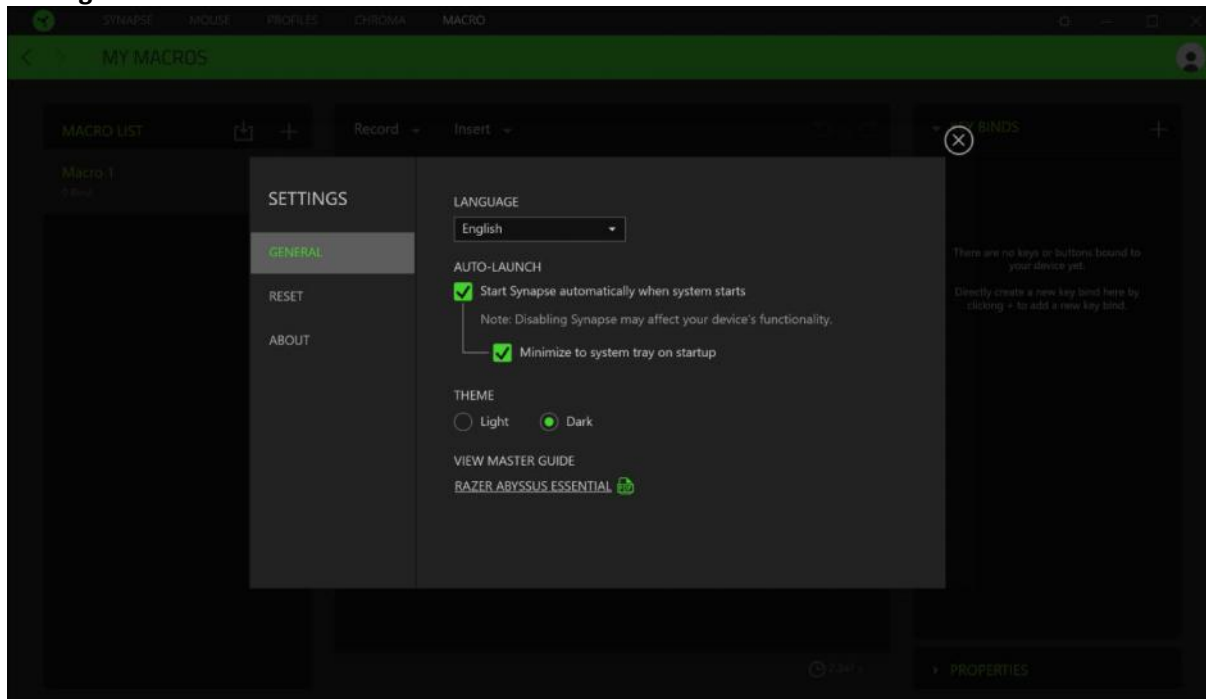 SYNAPSE MOUSE PROFILES CHROMA MACRO
MY MACROS
MACRO LIST
Record
Insert
KEY BINDS
Macro 1
SETTINGS
GENERAL
RESET
ABOUT
LANGUAGE
English
AUTO-LAUNCH
Start Synapse automatically when system starts
Note: Disabling Synapse may affect your device's functionality.
Minimize to system tray on startup
THEME
Light
Dark
VIEW MASTER GUIDE
RAZER ABYSSUS ESSENTIAL
There are no keys or buttons bound to
your device yet.
Directly create a new key bind here by
clicking + to add a new key bind.
PROPERTIES